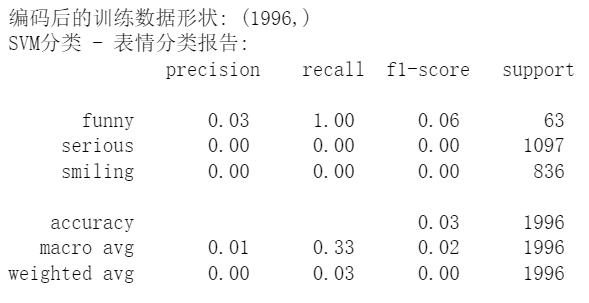 编码后的训练数据形状: (1996,)
SVM分类 - 表情分类报告:
precision recall f1-score support
funny 0.03 1.00 0.06 63
serious 0.00 0.00 0.00 1097
smiling 0.00 0.00 0.00 836
accuracy 0.03 1996
macro avg 0.01 0.33 0.02 1996
weighted avg 0.00 0.03 0.00 1996